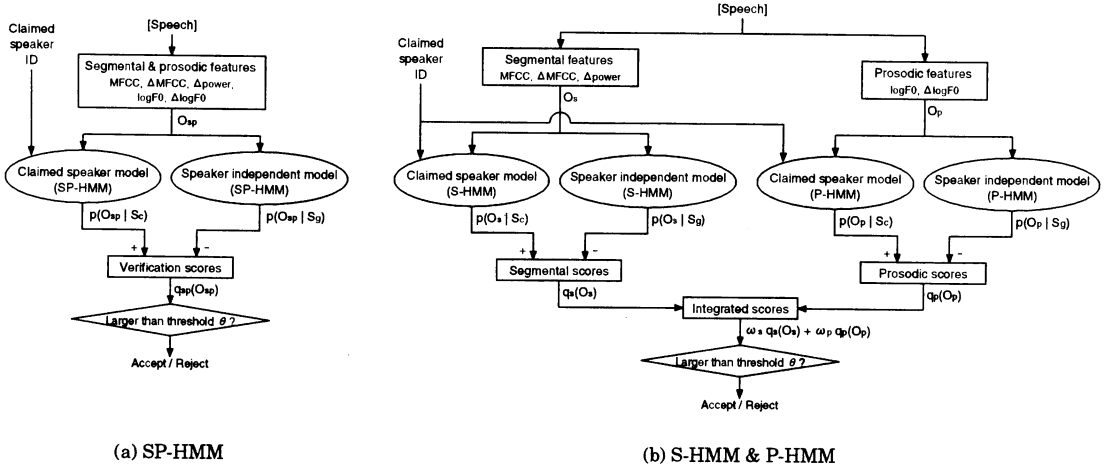 Claimed
speaker
ID
[Speech]
Segmental & prosodic features
MFCC, ΔMFCC, Δpower,
logF0, ΔlogF0
Osp
Claimed speaker model
(SP-HMM)
Speaker independent model
(SP-HMM)
p(Osp | Sc)
p(Osp | Sg)
+
−
Verification scores
qsp(Osp)
Larger than threshold θ?
Accept / Reject
(a) SP-HMM
[Speech]
Claimed
speaker
ID
Segmental features
MFCC, ΔMFCC, Δpower
Os
Prosodic features
logF0, ΔlogF0
Op
Claimed speaker model
(S-HMM)
Speaker independent model
(S-HMM)
Claimed speaker model
(P-HMM)
Speaker independent model
(P-HMM)
p(Os | Sc)
p(Os | Sg)
p(Op | Sc)
p(Op | Sg)
+
−
+
−
Segmental scores
Prosodic scores
qs(Os)
qp(Op)
Integrated scores
ωs qs(Os) + ωp qp(Op)
Larger than threshold θ?
Accept / Reject
(b) S-HMM & P-HMM